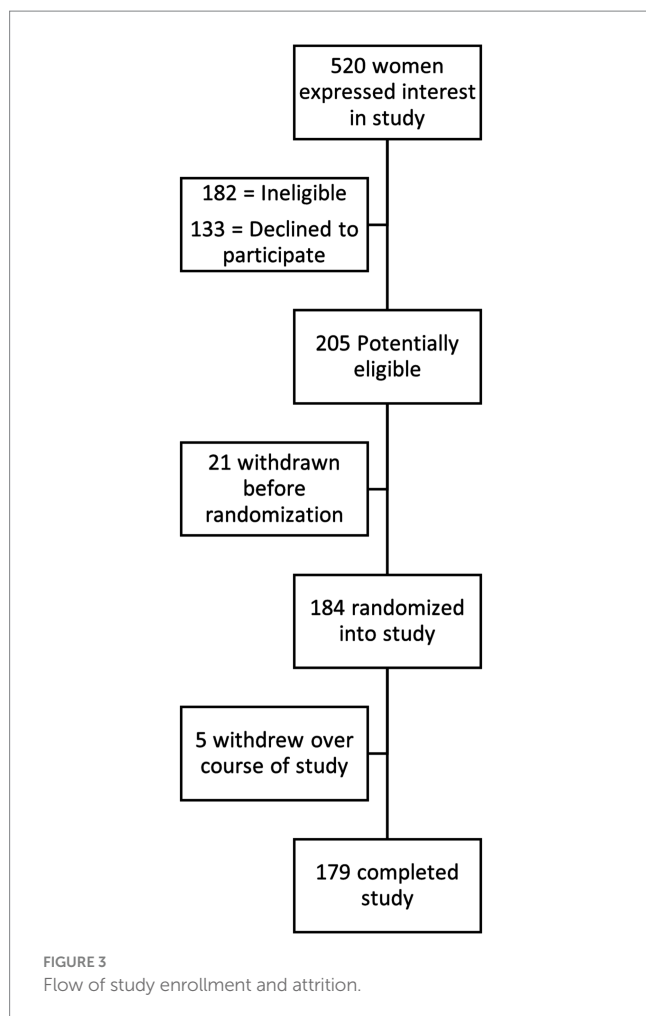 520 women
expressed interest
in study
182 = Ineligible
133 = Declined to
participate
205 Potentially
eligible
21 withdrawn
before
randomization
184 randomized
into study
5 withdrew over
course of study
179 completed
study
FIGURE 3
Flow of study enrollment and attrition.